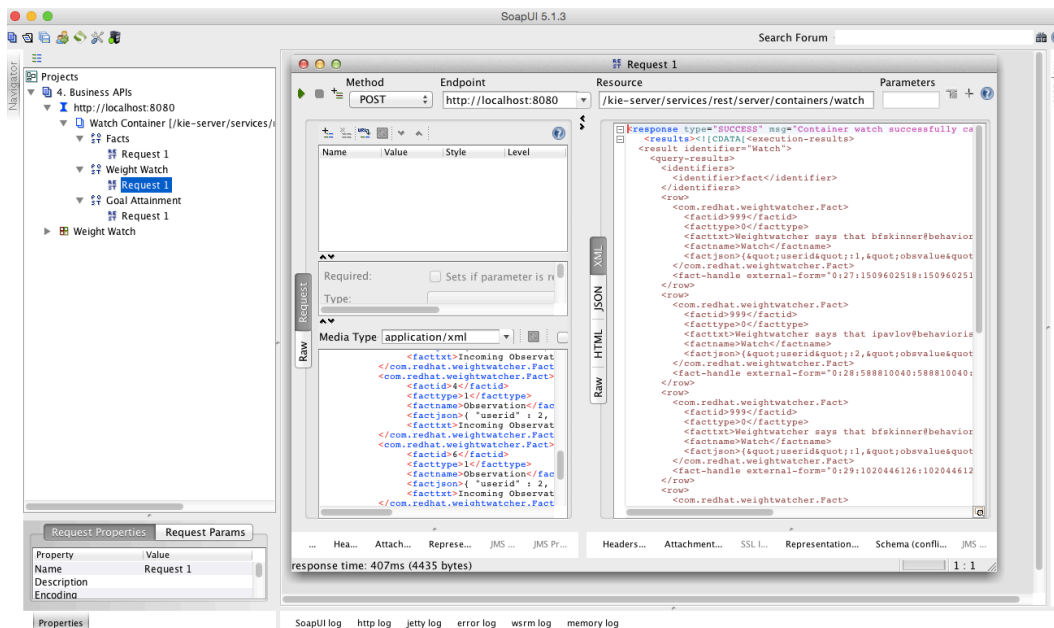 SoapUI 5.1.3
Search Forum
Navigator
Projects
4. Business APIs
http://localhost:8080
Watch Container [/kie-server/services/
Facts
Request 1
Weight Watch
Request 1
Goal Attainment
Request 1
Weight Watch
Request Properties Request Params
Property Value
Name Request 1
Description
Encoding
Properties
Request 1
Method Endpoint Resource Parameters
POST http://localhost:8080 /kie-server/services/rest/server/containers/watch
Request
Raw
Name Value Style Level
Required: Sets if parameter is re
Type:
Media Type application/xml
<facttxt>Incoming Observat
</com.redhat.weightwatcher.Fact
<com.redhat.weightwatcher.Fact>
<factid>4</factid>
<facttype>1</facttype>
<factname>Observation</fac
<factjson>{ "userid" : 2,
<facttxt>Incoming Observat
</com.redhat.weightwatcher.Fact
<com.redhat.weightwatcher.Fact>
<factid>6</factid>
<facttype>1</facttype>
<factname>Observation</fac
<factjson>{ "userid" : 2,
<facttxt>Incoming Observat
</com.redhat.weightwatcher.Fact
XML
JSON
HTML
Raw
<response type="SUCCESS" msg="Container watch successfully ca
<results><![CDATA[<execution-results>
<result identifier="Watch">
<query-results>
<identifiers>
<identifier>fact</identifier>
</identifiers>
<row>
<com.redhat.weightwatcher.Fact>
<factid>999</factid>
<facttype>0</facttype>
<facttxt>Weightwatcher says that bfskinner@behavior
<factname>Watch</factname>
<factjson>{&quot;userid&quot;:1,&quot;obsvalue&quot
</com.redhat.weightwatcher.Fact>
<fact-handle external-form="0:27:1509602518:150960251
</row>
<row>
<com.redhat.weightwatcher.Fact>
<factid>999</factid>
<facttype>0</facttype>
<facttxt>Weightwatcher says that ipavlov@behavioris
<factname>Watch</factname>
<factjson>{&quot;userid&quot;:2,&quot;obsvalue&quot
</com.redhat.weightwatcher.Fact>
<fact-handle external-form="0:28:588810040:588810040:
</row>
<row>
<com.redhat.weightwatcher.Fact>
<factid>999</factid>
<facttype>0</facttype>
<facttxt>Weightwatcher says that bfskinner@behavior
<factname>Watch</factname>
<factjson>{&quot;userid&quot;:1,&quot;obsvalue&quot
</com.redhat.weightwatcher.Fact>
<fact-handle external-form="0:29:1020446126:102044612
</row>
<row>
<com.redhat.weightwatcher.Fact>
... Hea... Attach... Represe... JMS ... JMS Pr...
Headers... Attachment... SSL I... Representation... Schema (confli... JMS ...
response time: 407ms (4435 bytes) 1 : 1
SoapUI log http log jetty log error log wsrm log memory log